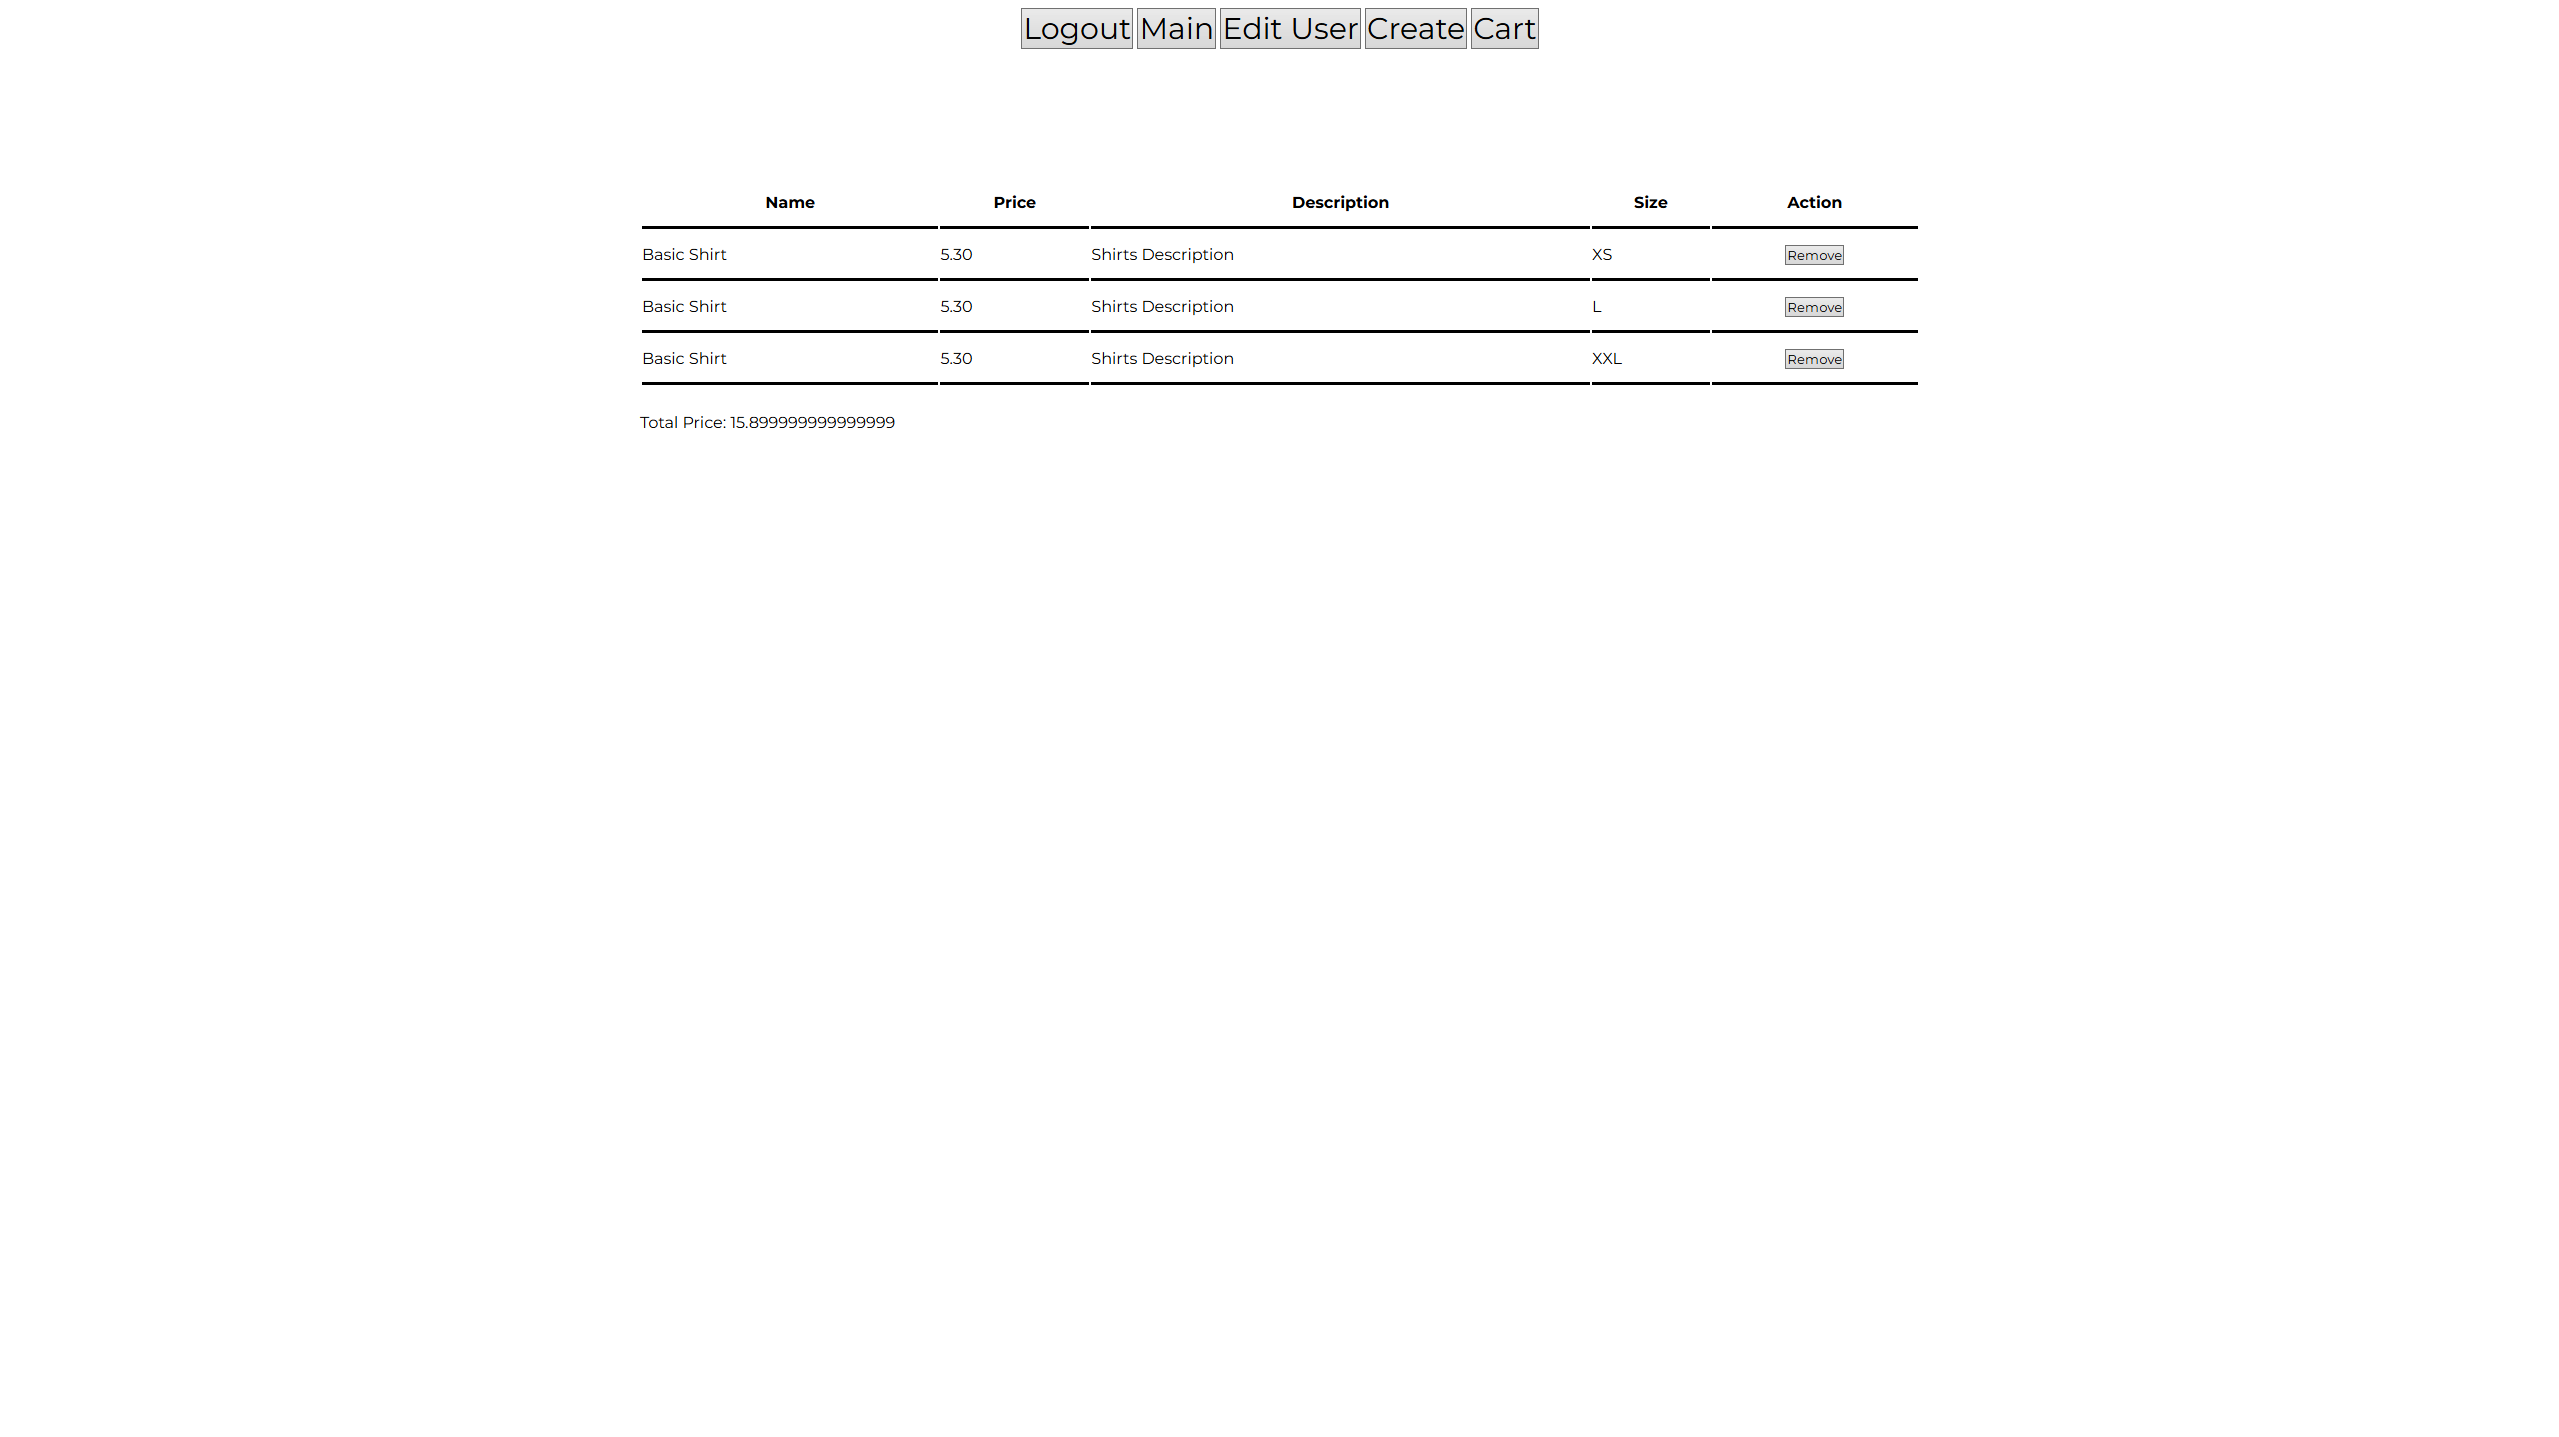 Logout Main Edit User Create Cart
Name Price Description Size Action
Basic Shirt 5.30 Shirts Description XS Remove
Basic Shirt 5.30 Shirts Description L Remove
Basic Shirt 5.30 Shirts Description XXL Remove
Total Price: 15.899999999999999